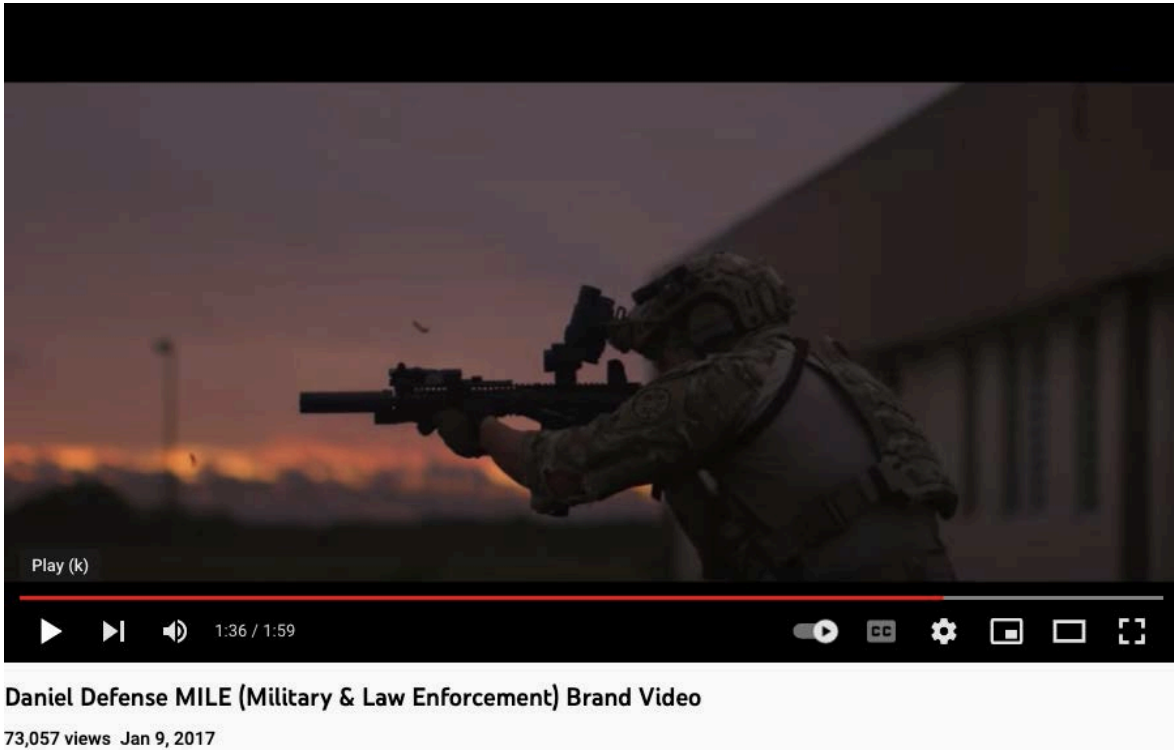 Play (k)
1:36 / 1:59
CC
Daniel Defense MILE (Military & Law Enforcement) Brand Video
73,057 views Jan 9, 2017